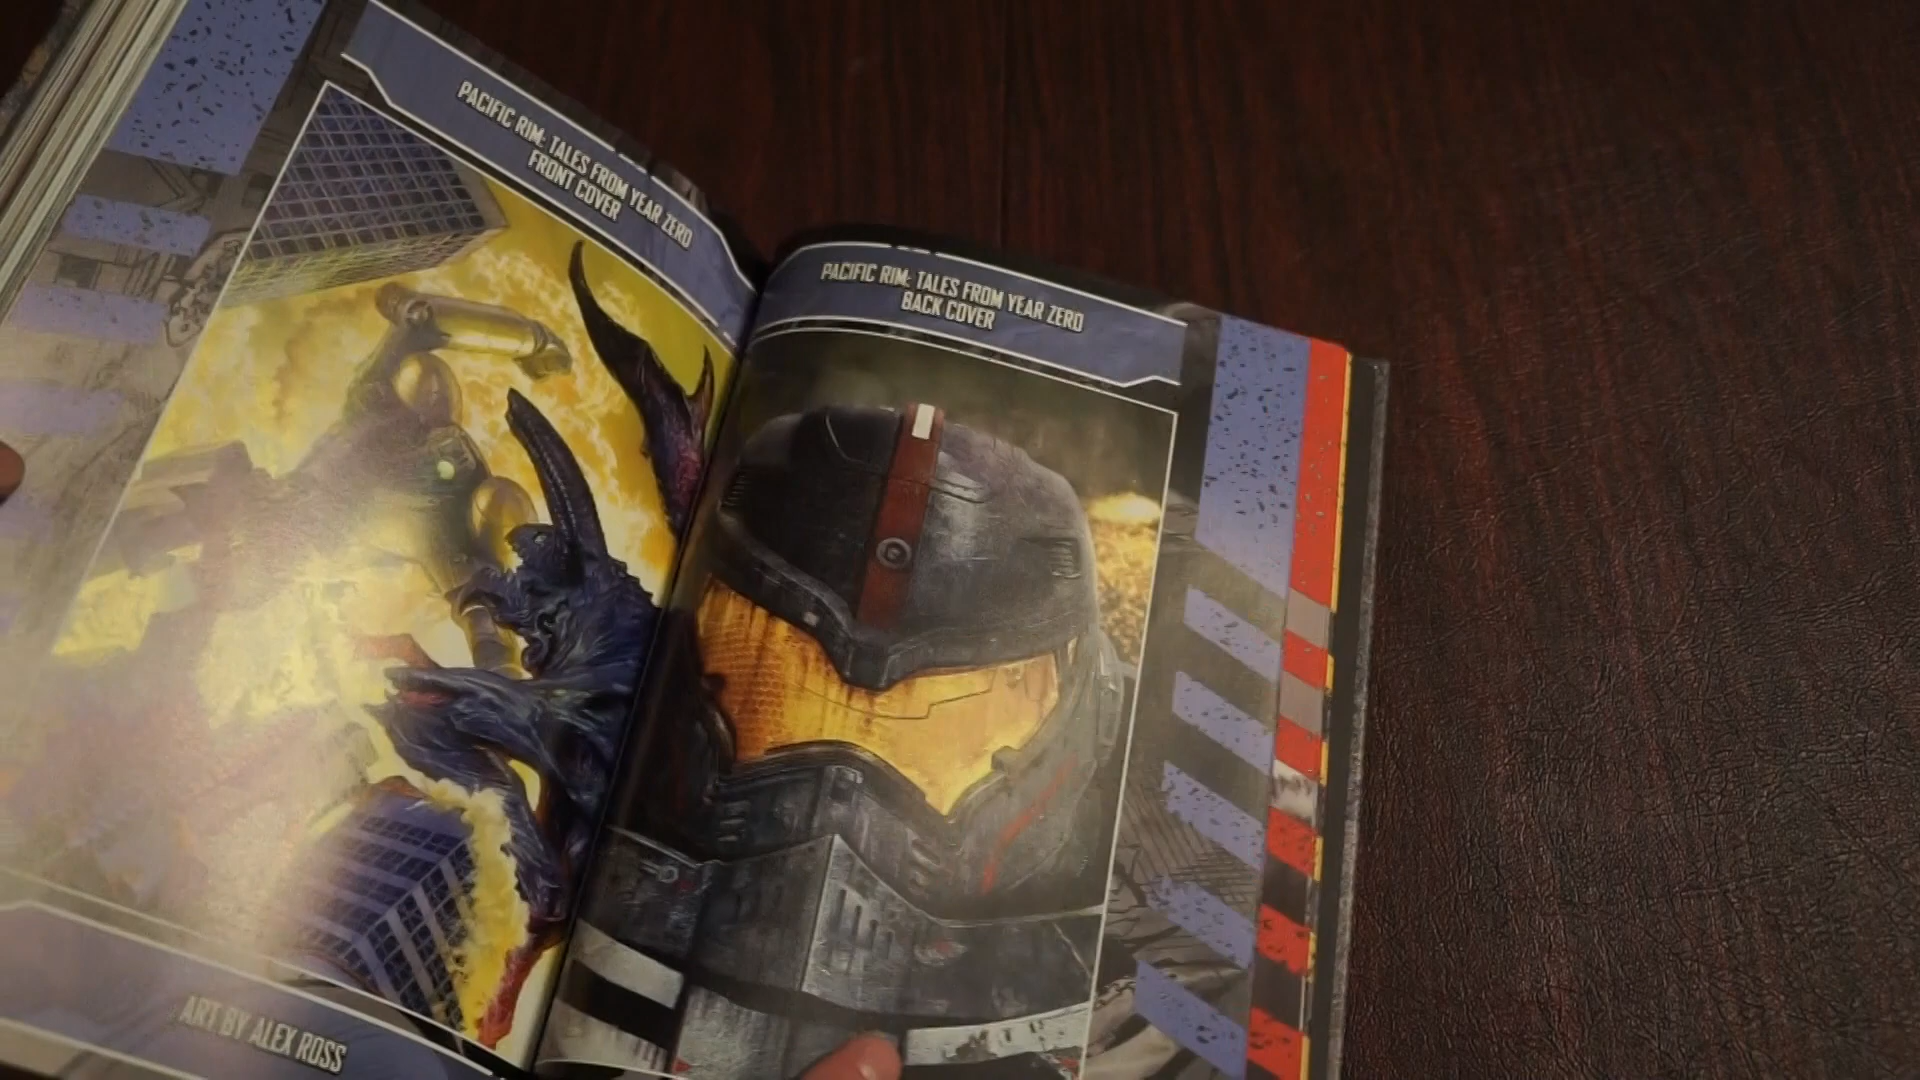 PACIFIC RIM: TALES FROM YEAR ZERO
FRONT COVER
ART BY ALEX ROSS
PACIFIC RIM: TALES FROM YEAR ZERO
BACK COVER